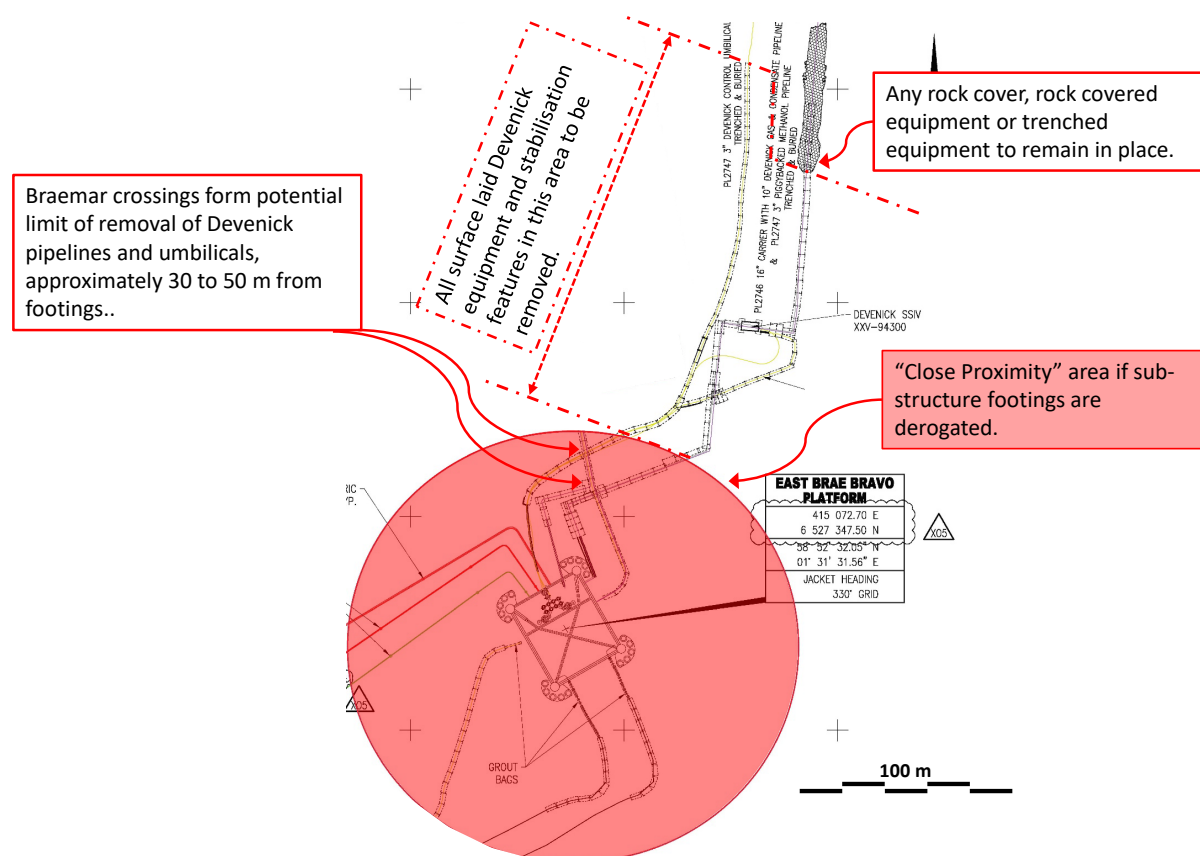 PL2747 3" DEVENICK CONTROL UMBILICAL
TRENCHED & BURIED
PL2746 16" CARRIER WITH 10" DEVENICK GAS & CONDENSATE PIPELINE
& PL2747 3" PIGGYBACKED METHANOL PIPELINE
TRENCHED & BURIED
All surface laid Devenick
equipment and stabilisation
features in this area to be
removed.
Any rock cover, rock covered
equipment or trenched
equipment to remain in place.
Braemar crossings form potential
limit of removal of Devenick
pipelines and umbilicals,
approximately 30 to 50 m from
footings..
DEVENICK SSIV
XXV-94300
“Close Proximity” area if sub-
structure footings are
derogated.
EAST BRAE BRAVO
PLATFORM
415 072.70 E
6 527 347.50 N
58° 52' 32.05" N
01° 31' 31.56" E
JACKET HEADING
330° GRID
X05
RIC
YP.
X05
GROUT
BAGS
100 m